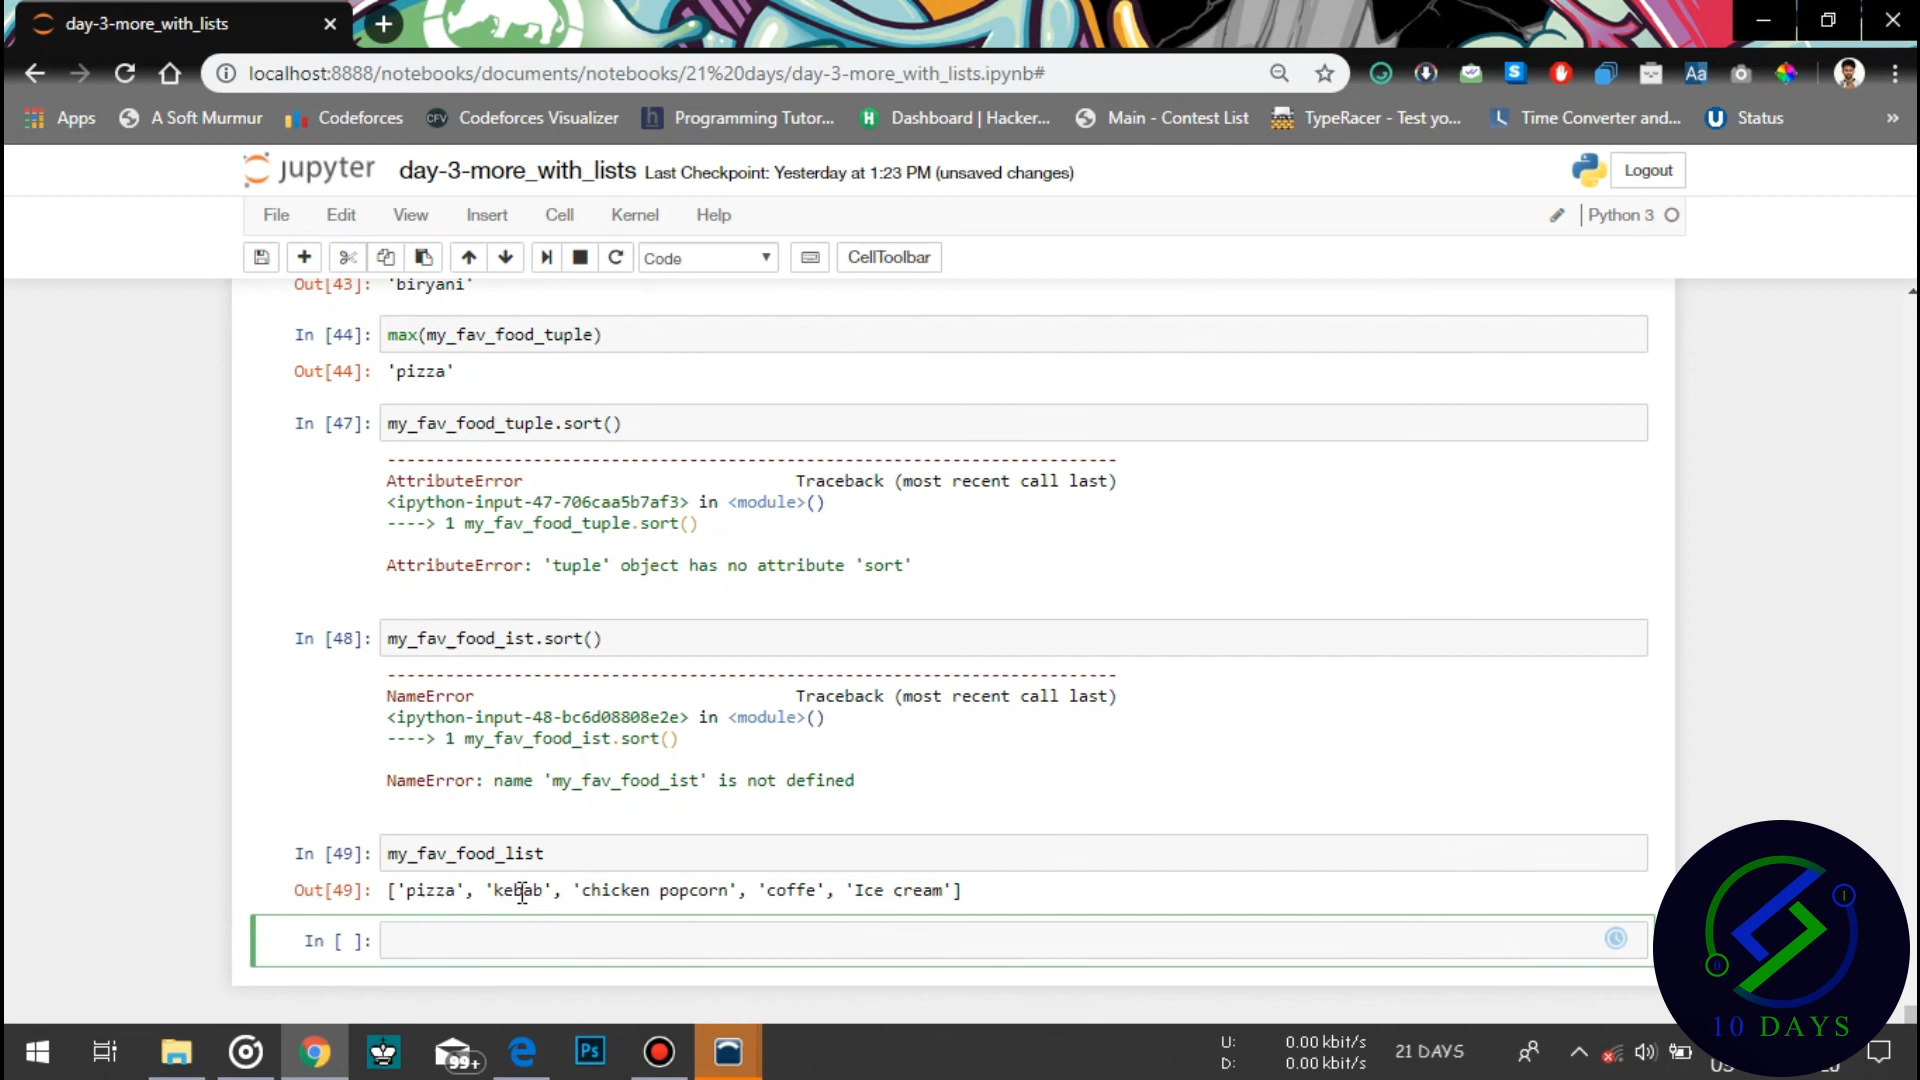 day-3-more_with_lists
localhost:8888/notebooks/documents/notebooks/21%20days/day-3-more_with_lists.ipynb#
Apps A Soft Murmur Codeforces CFV Codeforces Visualizer h Programming Tutor... H Dashboard | Hacker... Main - Contest List TypeRacer - Test yo... Time Converter and... U Status »
jupyter day-3-more_with_lists Last Checkpoint: Yesterday at 1:23 PM (unsaved changes) Logout
File Edit View Insert Cell Kernel Help Python 3
Code CellToolbar
Out[43]: 'biryani'
In [44]: max(my_fav_food_tuple)
Out[44]: 'pizza'
In [47]: my_fav_food_tuple.sort()
---------------------------------------------------------------------------
AttributeError Traceback (most recent call last)
<ipython-input-47-706caa5b7af3> in <module>()
----> 1 my_fav_food_tuple.sort()
AttributeError: 'tuple' object has no attribute 'sort'
In [48]: my_fav_food_ist.sort()
---------------------------------------------------------------------------
NameError Traceback (most recent call last)
<ipython-input-48-bc6d08808e2e> in <module>()
----> 1 my_fav_food_ist.sort()
NameError: name 'my_fav_food_ist' is not defined
In [49]: my_fav_food_list
Out[49]: ['pizza', 'kebab', 'chicken popcorn', 'coffe', 'Ice cream']
In [ ]:
1
0
10 DAYS
99+ Ps
U: 0.00 kbit/s
D: 0.00 kbit/s
21 DAYS